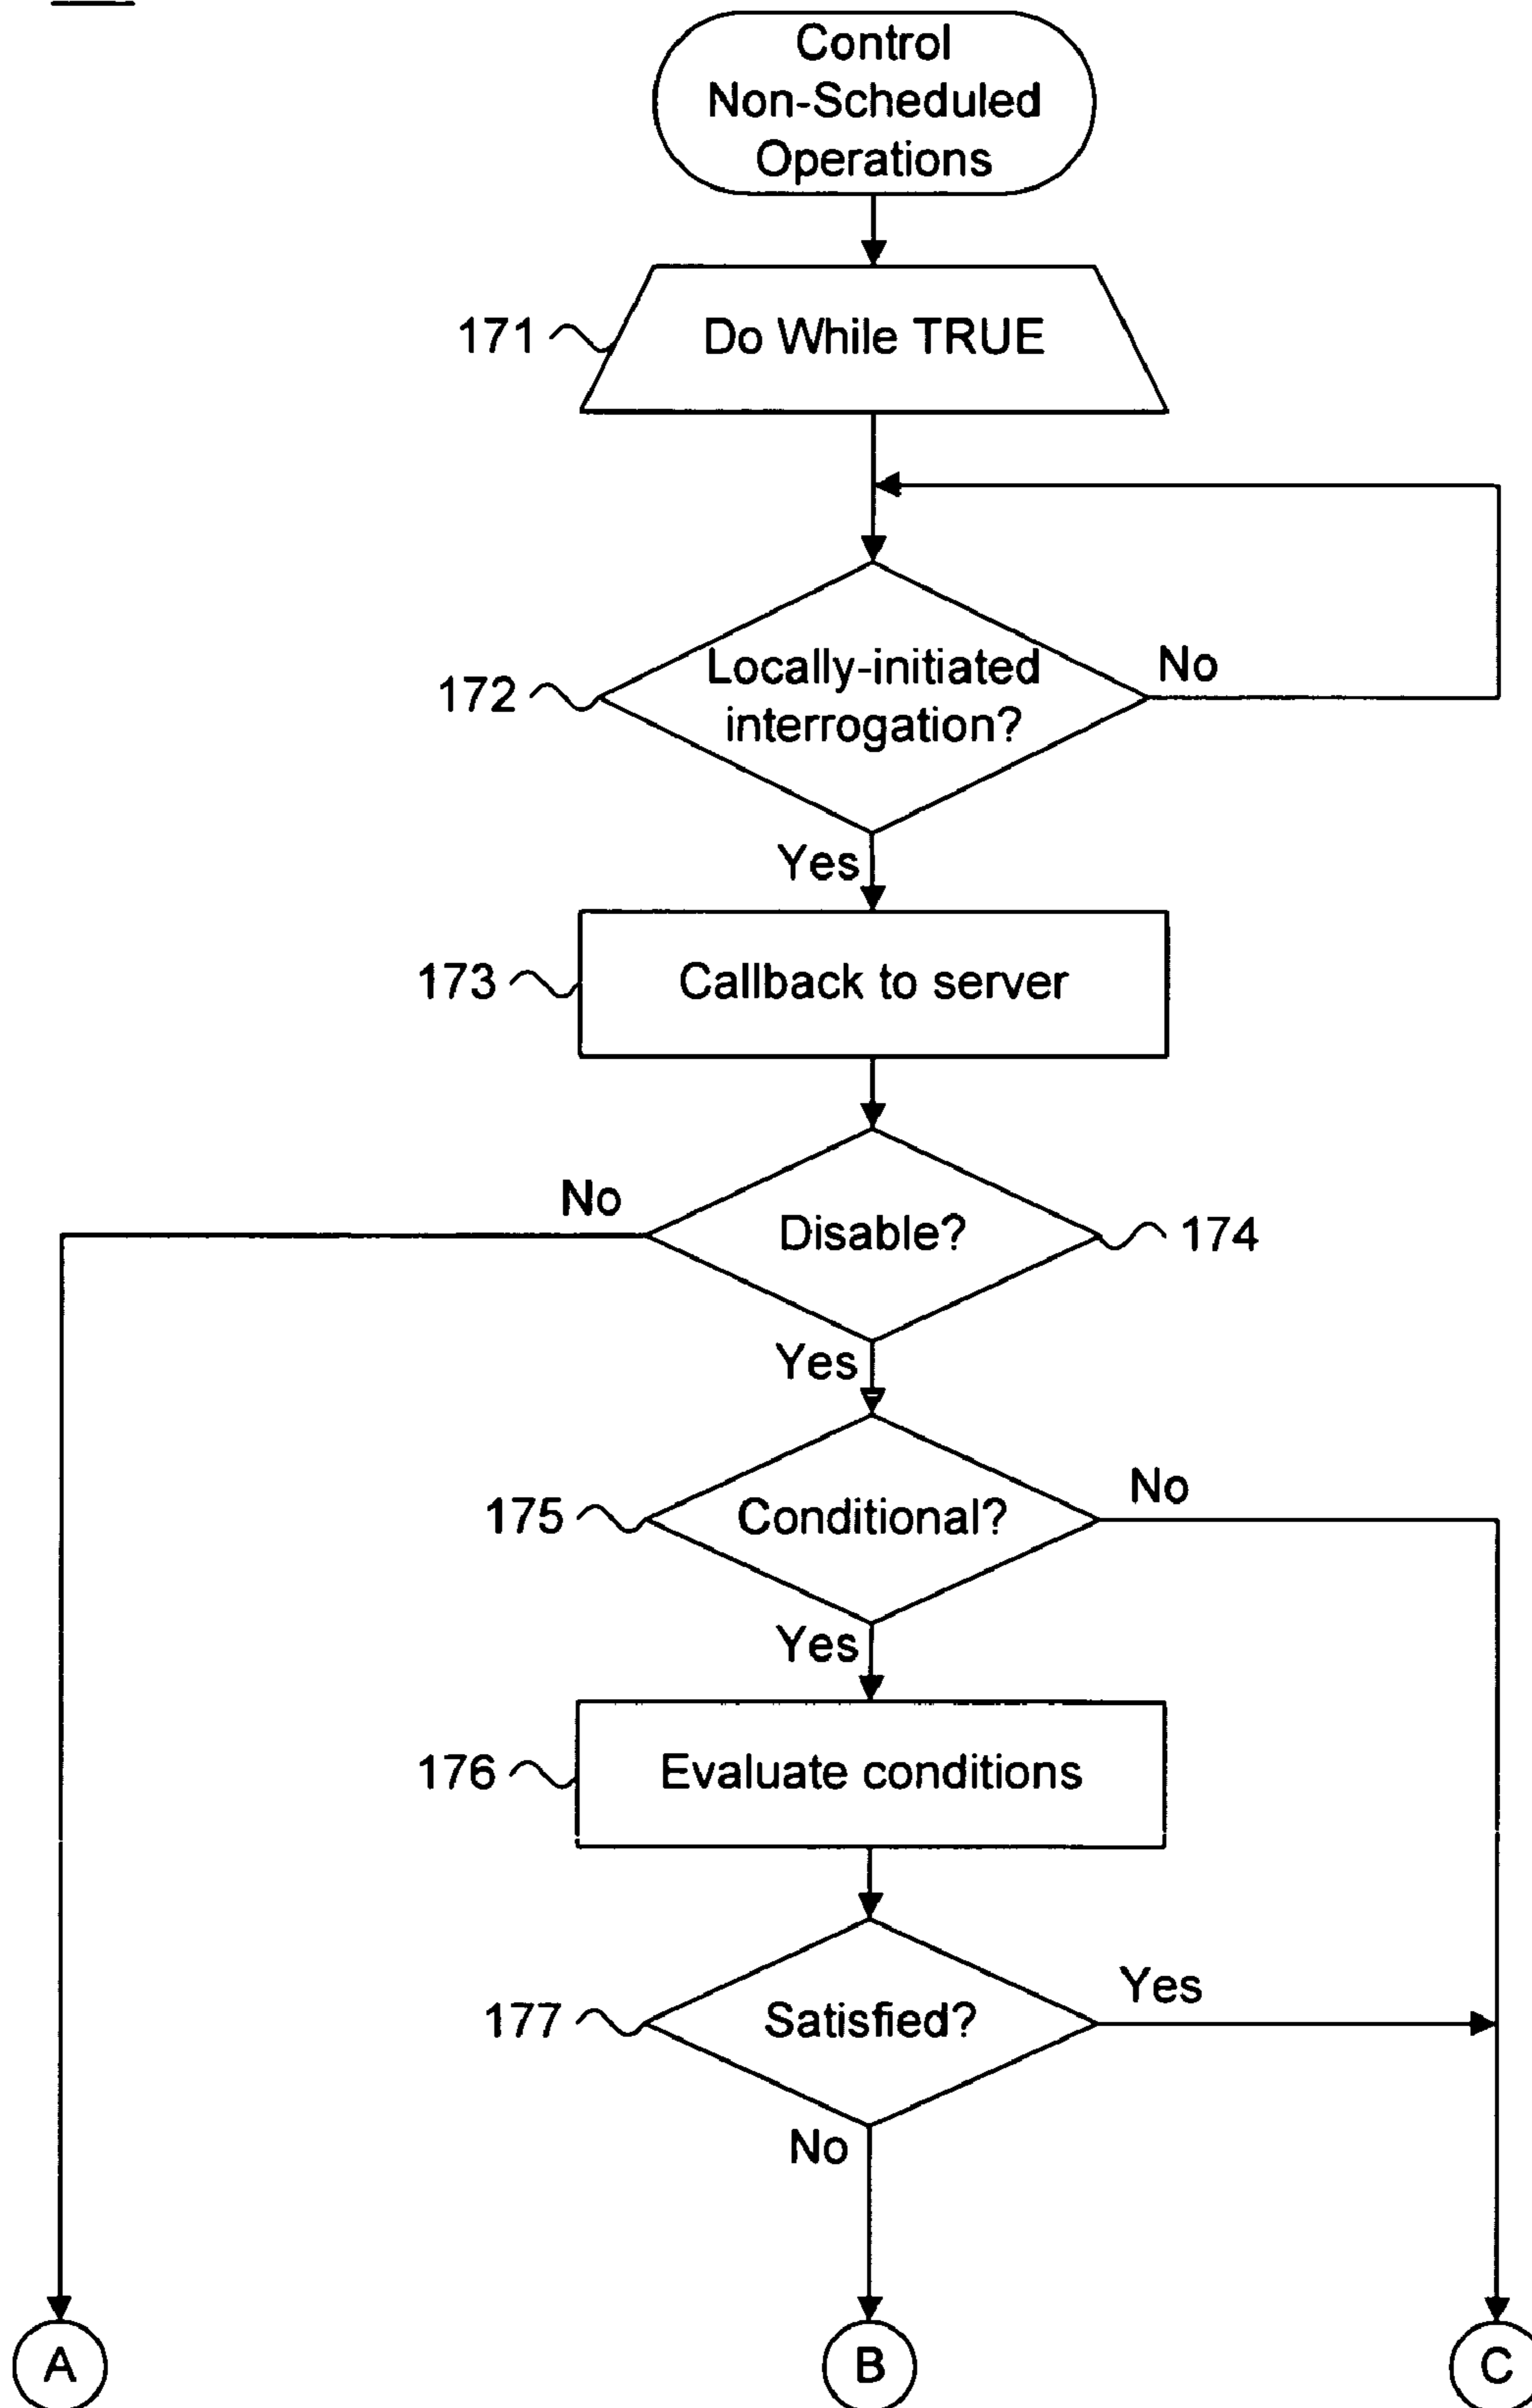 Control
Non-Scheduled
Operations
171
Do While TRUE
172
Locally-initiated
interrogation?
No
Yes
173
Callback to server
No
Disable?
174
Yes
175
Conditional?
No
Yes
176
Evaluate conditions
177
Satisfied?
Yes
No
A
B
C